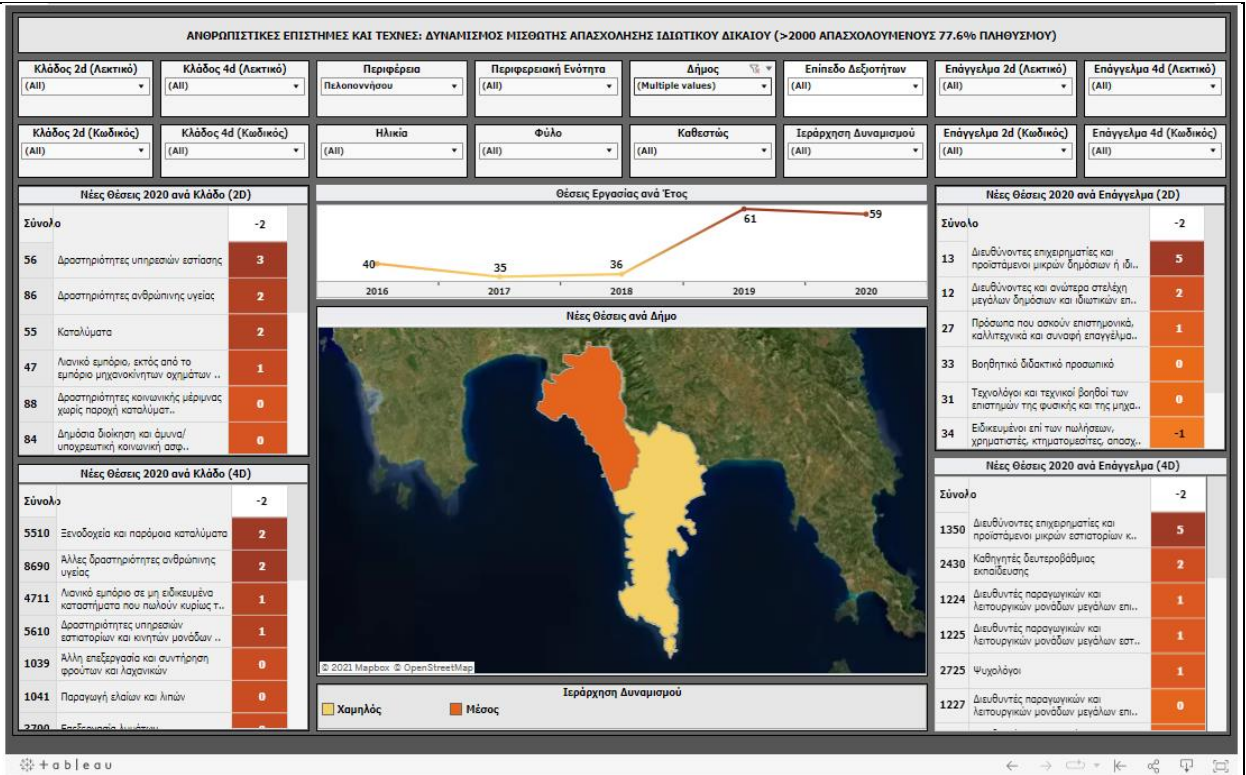 ΑΝΘΡΩΠΙΣΤΙΚΕΣ ΕΠΙΣΤΗΜΕΣ ΚΑΙ ΤΕΧΝΕΣ: ΔΥΝΑΜΙΣΜΟΣ ΜΙΣΘΩΤΗΣ ΑΠΑΣΧΟΛΗΣΗΣ ΙΔΙΩΤΙΚΟΥ ΔΙΚΑΙΟΥ (>2000 ΑΠΑΣΧΟΛΟΥΜΕΝΟΥΣ 77.6% ΠΛΗΘΥΣΜΟΥ)
Κλάδος 2d (Λεκτικό) Κλάδος 4d (Λεκτικό) Περιφέρεια Περιφερειακή Ενότητα Δήμος Επίπεδο Δεξιοτήτων Επάγγελμα 2d (Λεκτικό) Επάγγελμα 4d (Λεκτικό)
(All) (All) Πελοποννήσου (All) (Multiple values) (All) (All) (All)
Κλάδος 2d (Κωδικός) Κλάδος 4d (Κωδικός) Ηλικία Φύλο Καθεστώς Ιεράρχηση Δυναμισμού Επάγγελμα 2d (Κωδικός) Επάγγελμα 4d (Κωδικός)
(All) (All) (All) (All) (All) (All) (All) (All)
Νέες Θέσεις 2020 ανά Κλάδο (2D)
Σύνολο -2
56 Δραστηριότητες υπηρεσιών εστίασης 3
86 Δραστηριότητες ανθρώπινης υγείας 2
55 Καταλύματα 2
47 Λιανικό εμπόριο, εκτός από το
εμπόριο μηχανοκίνητων οχημάτων .. 1
88 Δραστηριότητες κοινωνικής μέριμνας
χωρίς παροχή καταλύματ.. 0
84 Δημόσια διοίκηση και άμυνα/
υποχρεωτική κοινωνική ασφ.. 0
Νέες Θέσεις 2020 ανά Κλάδο (4D)
Σύνολο -2
5510 Ξενοδοχεία και παρόμοια καταλύματα 2
8690 Άλλες δραστηριότητες ανθρώπινης
υγείας 2
4711 Λιανικό εμπόριο σε μη ειδικευμένα
καταστήματα που πωλούν κυρίως τ.. 1
5610 Δραστηριότητες υπηρεσιών
εστιατορίων και κινητών μονάδων .. 1
1039 Άλλη επεξεργασία και συντήρηση
φρούτων και λαχανικών 0
1041 Παραγωγή ελαίων και λιπών 0
3700 Επεξεργασία λυμάτων
Θέσεις Εργασίας ανά Έτος
40 35 36 61 59
2016 2017 2018 2019 2020
Νέες Θέσεις ανά Δήμο
© 2021 Mapbox © OpenStreetMap
Ιεράρχηση Δυναμισμού
Χαμηλός Μέσος
Νέες Θέσεις 2020 ανά Επάγγελμα (2D)
Σύνολο -2
13 Διευθύνοντες επιχειρηματίες και
προϊστάμενοι μικρών δημόσιων ή ιδι.. 5
12 Διευθύνοντες και ανώτερα στελέχη
μεγάλων δημόσιων και ιδιωτικών επ.. 2
27 Πρόσωπα που ασκούν επιστημονικά,
καλλιτεχνικά και συναφή επαγγέλμα.. 1
33 Βοηθητικό διδακτικό προσωπικό 0
31 Τεχνολόγοι και τεχνικοί βοηθοί των
επιστημών της φυσικής και της μηχα.. 0
34 Ειδικευμένοι επί των πωλήσεων,
χρηματιστές, κτηματομεσίτες, απασχ.. -1
Νέες Θέσεις 2020 ανά Επάγγελμα (4D)
Σύνολο -2
1350 Διευθύνοντες επιχειρηματίες και
προϊστάμενοι μικρών εστιατορίων κ.. 5
2430 Καθηγητές δευτεροβάθμιας
εκπαίδευσης 2
1224 Διευθυντές παραγωγικών και
λειτουργικών μονάδων μεγάλων επι.. 1
1225 Διευθυντές παραγωγικών και
λειτουργικών μονάδων μεγάλων εστ.. 1
2725 Ψυχολόγοι 1
1227 Διευθυντές παραγωγικών και
λειτουργικών μονάδων μεγάλων επι.. 0
+ableau